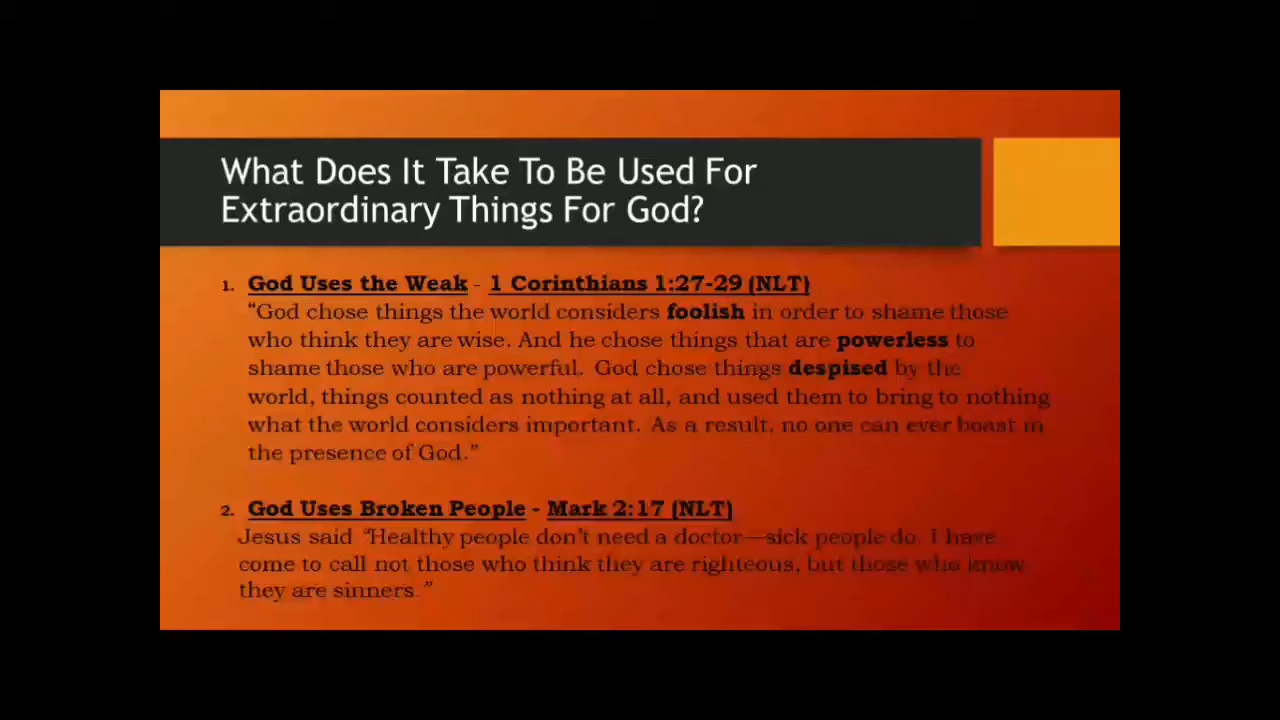 What Does It Take To Be Used For
Extraordinary Things For God?
1. God Uses the Weak - 1 Corinthians 1:27-29 (NLT)
“God chose things the world considers foolish in order to shame those
who think they are wise. And he chose things that are powerless to
shame those who are powerful. God chose things despised by the
world, things counted as nothing at all, and used them to bring to nothing
what the world considers important. As a result, no one can ever boast in
the presence of God.”
2. God Uses Broken People - Mark 2:17 (NLT)
Jesus said “Healthy people don’t need a doctor—sick people do. I have
come to call not those who think they are righteous, but those who know
they are sinners.”